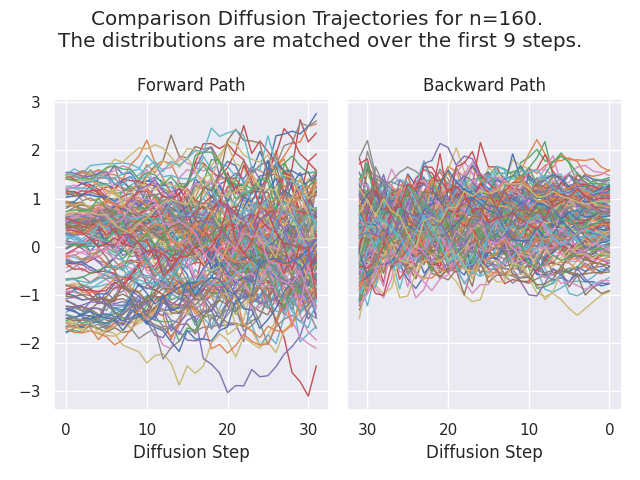 Comparison Diffusion Trajectories for n=160.
The distributions are matched over the first 9 steps.
Forward Path
Backward Path
3
2
1
0
−1
−2
−3
0 10 20 30
30 20 10 0
Diffusion Step
Diffusion Step